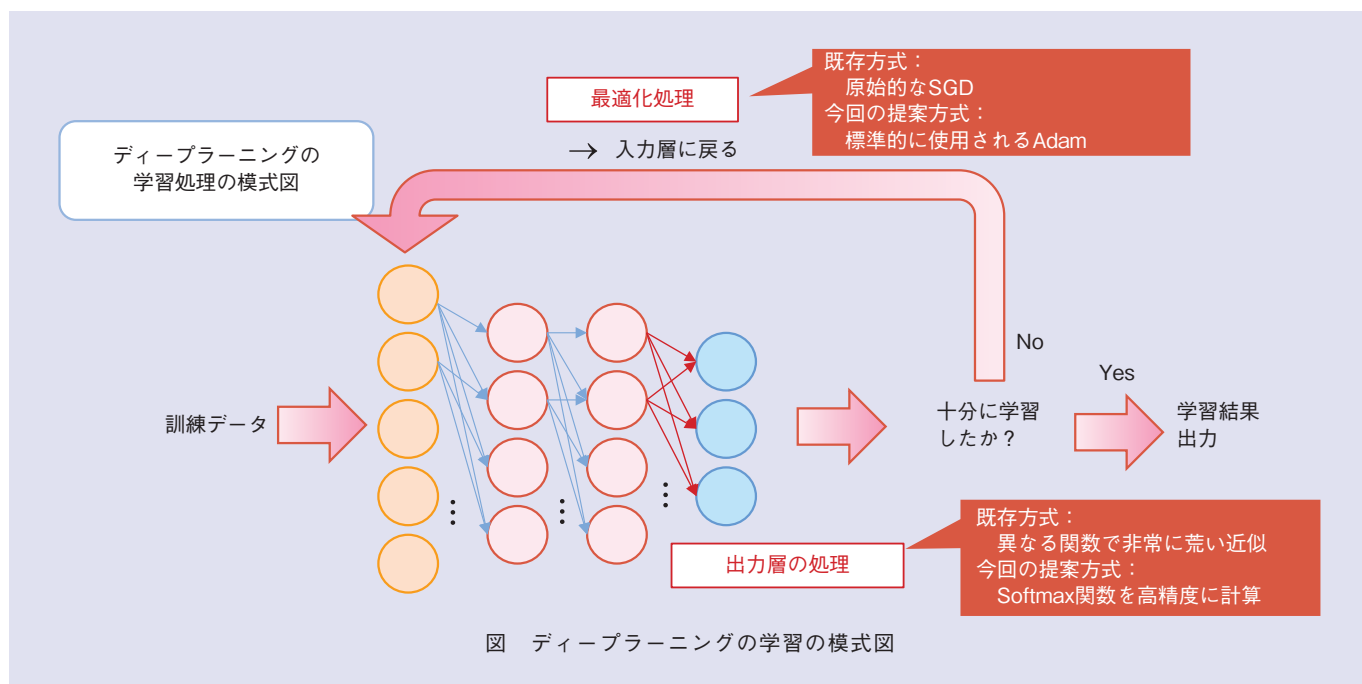 既存方式：
原始的なSGD
今回の提案方式：
標準的に使用されるAdam
最適化処理
→ 入力層に戻る
ディープラーニングの
学習処理の模式図
No
Yes
訓練データ
十分に学習
したか？
学習結果
出力
既存方式：
異なる関数で非常に荒い近似
今回の提案方式：
Softmax関数を高精度に計算
出力層の処理
図　ディープラーニングの学習の模式図